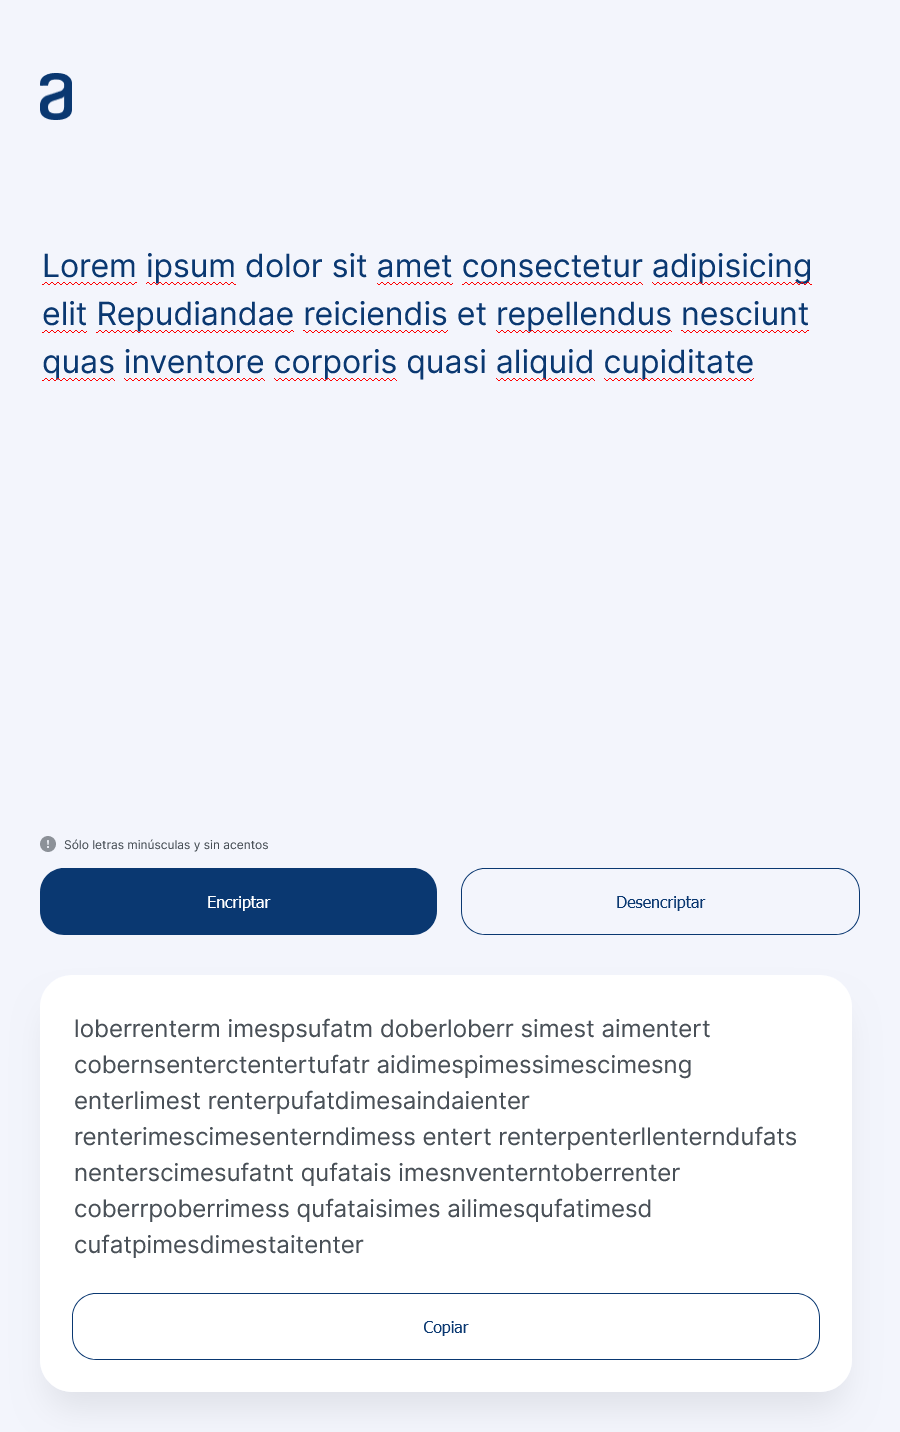 a
Lorem ipsum dolor sit amet consectetur adipisicing
elit Repudiandae reiciendis et repellendus nesciunt
quas inventore corporis quasi aliquid cupiditate
Sólo letras minúsculas y sin acentos
Encriptar
Desencriptar
loberrenterm imespsufatm doberloberr simest aimentert
cobernsenterctentertufatr aidimespimessimescimesng
enterlimest renterpufatdimesaindaienter
renterimescimesenterndimess entert renterpenterllenterndufats
nenterscimesufatnt qufatais imesnventerntoberrenter
coberrpoberrimess qufataisimes ailimesqufatimesd
cufatpimesdimestaitenter
Copiar